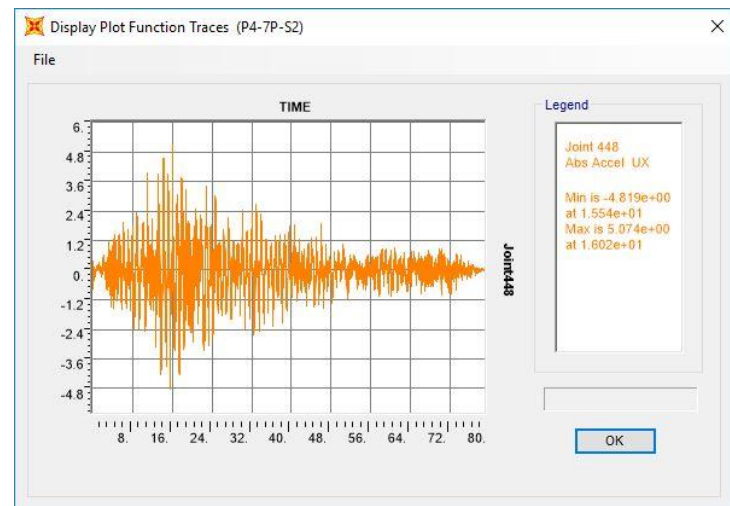 Display Plot Function Traces (P4-7P-S2)
File
TIME
6.
4.8
3.6
2.4
1.2
0.
-1.2
-2.4
-3.6
-4.8
8. 16. 24. 32. 40. 48. 56. 64. 72. 80.
Joint448
Legend
Joint 448
Abs Accel UX
Min is -4.819e+00
at 1.554e+01
Max is 5.074e+00
at 1.602e+01
OK